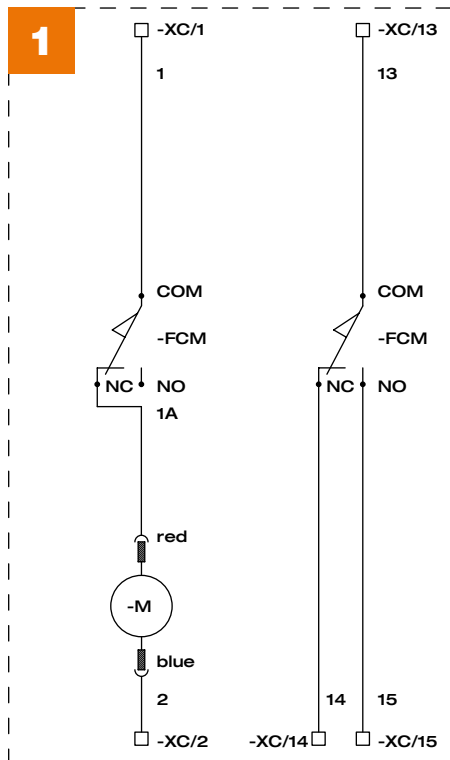 1
-XC/1 -XC/13
1 13
COM COM
-FCM -FCM
NC NO NC NO
1A
red
-M
blue
2 14 15
-XC/2 -XC/14 -XC/15